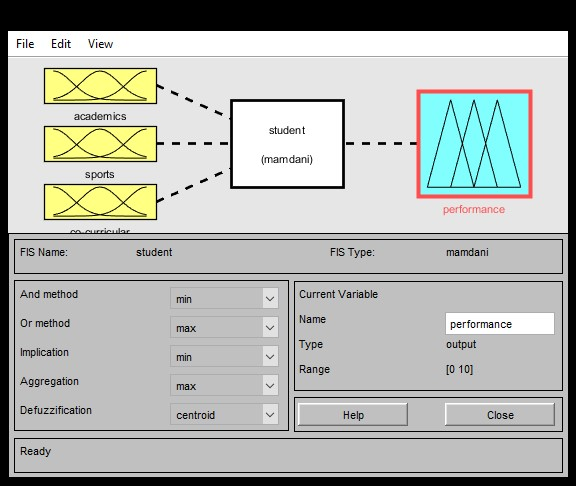 File Edit View
academics
student
(mamdani)
sports
co-curricular
performance
FIS Name: student FIS Type: mamdani
And method min
Or method max
Implication min
Aggregation max
Defuzzification centroid
Current Variable
Name performance
Type output
Range [0 10]
Help Close
Ready